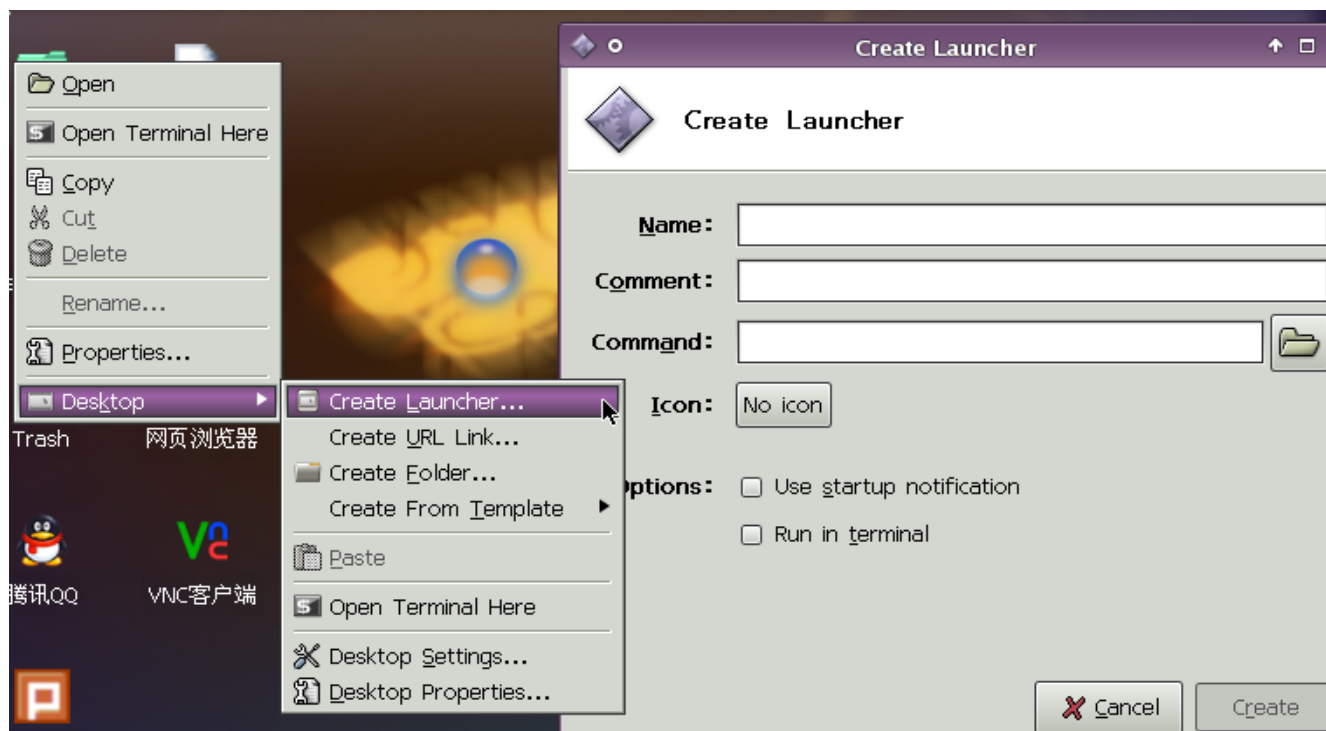 Open
Open Terminal Here
Copy
Cut
Delete
Rename...
Properties...
Desktop
Trash
网页浏览器
腾讯QQ
VNC客户端
Create Launcher...
Create URL Link...
Create Folder...
Create From Template
Paste
Open Terminal Here
Desktop Settings...
Desktop Properties...
Create Launcher
Create Launcher
Name:
Comment:
Command:
Icon:
No icon
ptions:
Use startup notification
Run in terminal
Cancel
Create